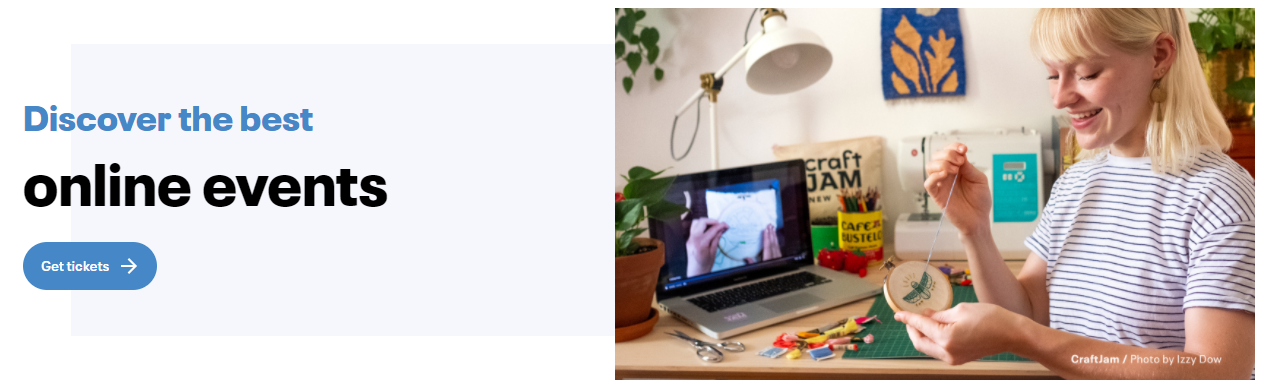 Discover the best
online events
Get tickets
craft
JAM
NEW
CAFE
BUSTELO
CraftJam / Photo by Izzy Dow